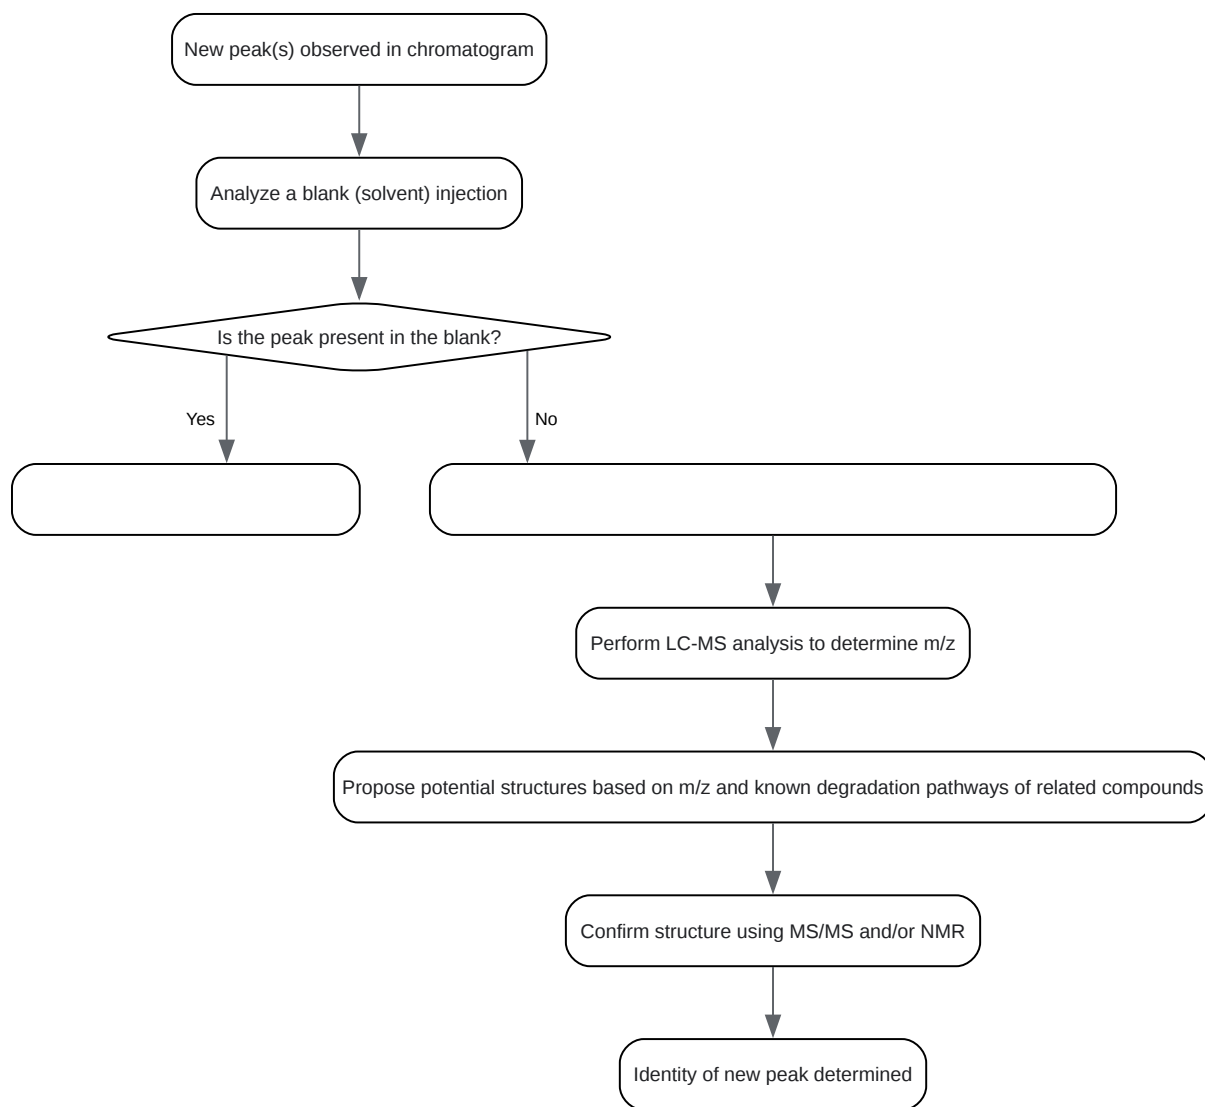 New peak(s) observed in chromatogram
Analyze a blank (solvent) injection
Is the peak present in the blank?
Yes
No
Perform LC-MS analysis to determine m/z
Propose potential structures based on m/z and known degradation pathways of related compounds
Confirm structure using MS/MS and/or NMR
Identity of new peak determined